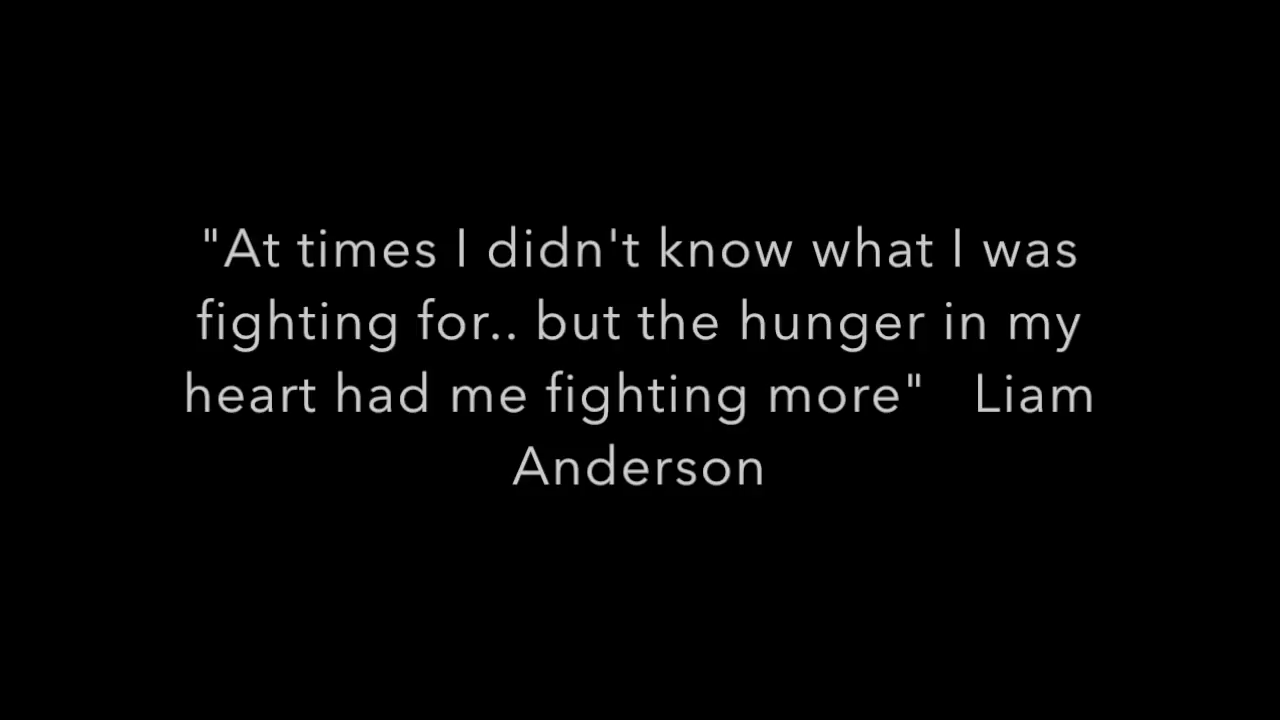 "At times I didn't know what I was
fighting for.. but the hunger in my
heart had me fighting more"   Liam
Anderson